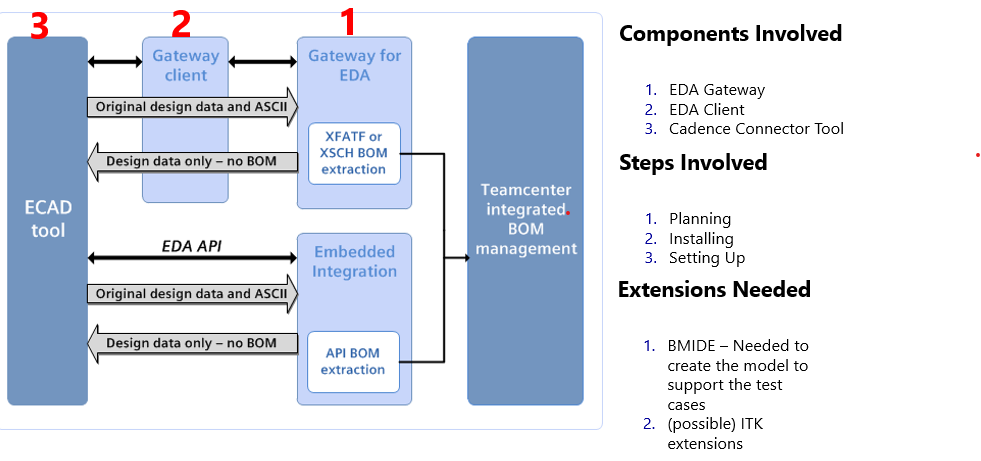 3
2
1
Gateway
client
Gateway for
EDA
Original design data and ASCII
XFATF or
XSCH BOM
extraction
Design data only – no BOM
ECAD
tool
Teamcenter
integrated
BOM
management
EDA API
Embedded
Integration
Original design data and ASCII
Design data only – no BOM
API BOM
extraction
Components Involved
1. EDA Gateway
2. EDA Client
3. Cadence Connector Tool
Steps Involved
1. Planning
2. Installing
3. Setting Up
Extensions Needed
1. BMIDE – Needed to
create the model to
support the test
cases
2. (possible) ITK
extensions